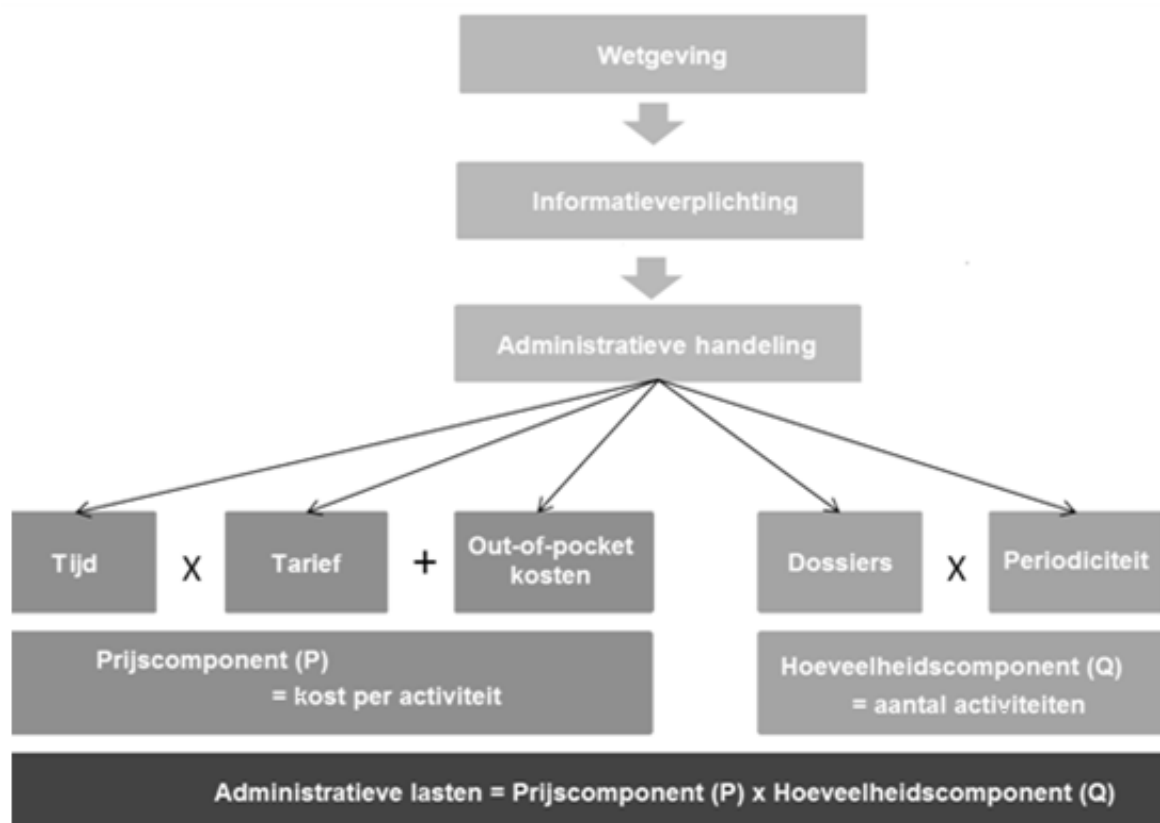 Wetgeving
Informatieverplichting
Administratieve handeling
Tijd
X
Tarief
+
Out-of-pocket
kosten
Dossiers
X
Periodiciteit
Prijscomponent (P)
= kost per activiteit
Hoeveelheidscomponent (Q)
= aantal activiteiten
Administratieve lasten = Prijscomponent (P) x Hoeveelheidscomponent (Q)